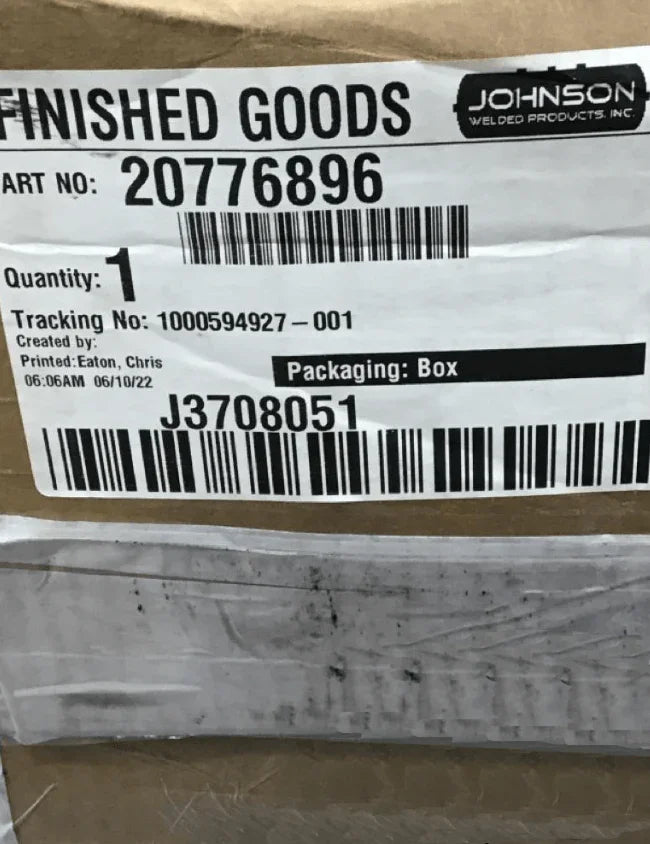 FINISHED GOODS
JOHNSON
WELDED PRODUCTS, INC.
ART NO: 20776896
Quantity: 1
Tracking No: 1000594927-001
Created by:
Printed:Eaton, Chris
06:06AM 06/10/22
Packaging: Box
J3708051